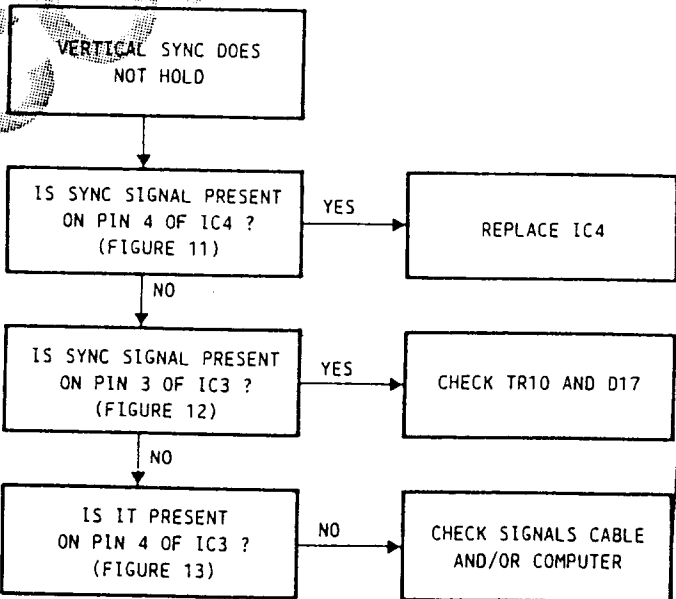 VERTICAL SYNC DOES
NOT HOLD
IS SYNC SIGNAL PRESENT
ON PIN 4 OF IC4 ?
(FIGURE 11)
YES
REPLACE IC4
NO
IS SYNC SIGNAL PRESENT
ON PIN 3 OF IC3 ?
(FIGURE 12)
YES
CHECK TR10 AND D17
NO
IS IT PRESENT
ON PIN 4 OF IC3 ?
(FIGURE 13)
NO
CHECK SIGNALS CABLE
AND/OR COMPUTER